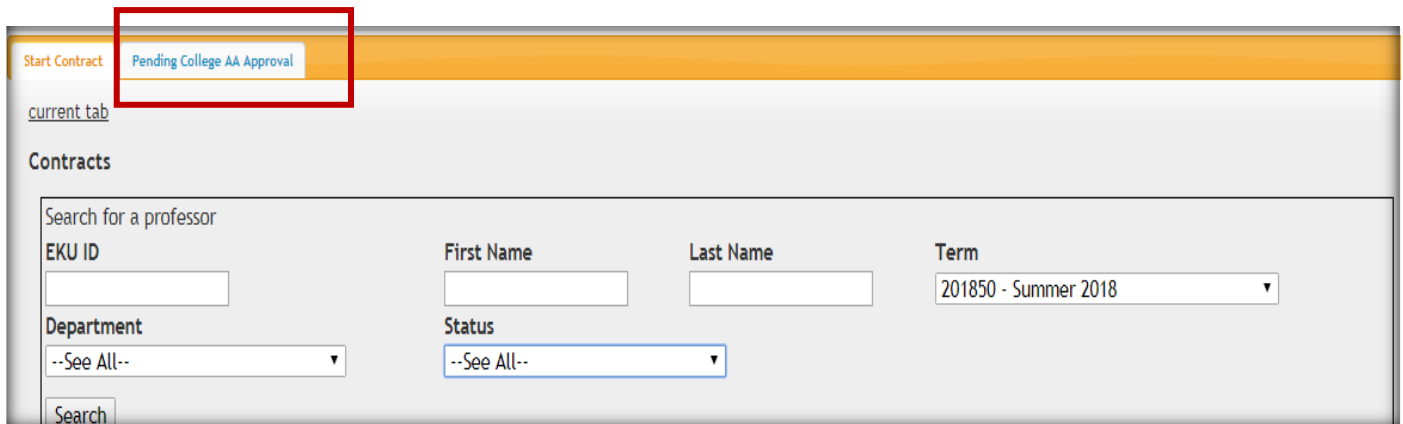 Start Contract Pending College AA Approval
current tab
Contracts
Search for a professor
EKU ID First Name Last Name Term
201850 - Summer 2018
Department Status
--See All-- --See All--
Search